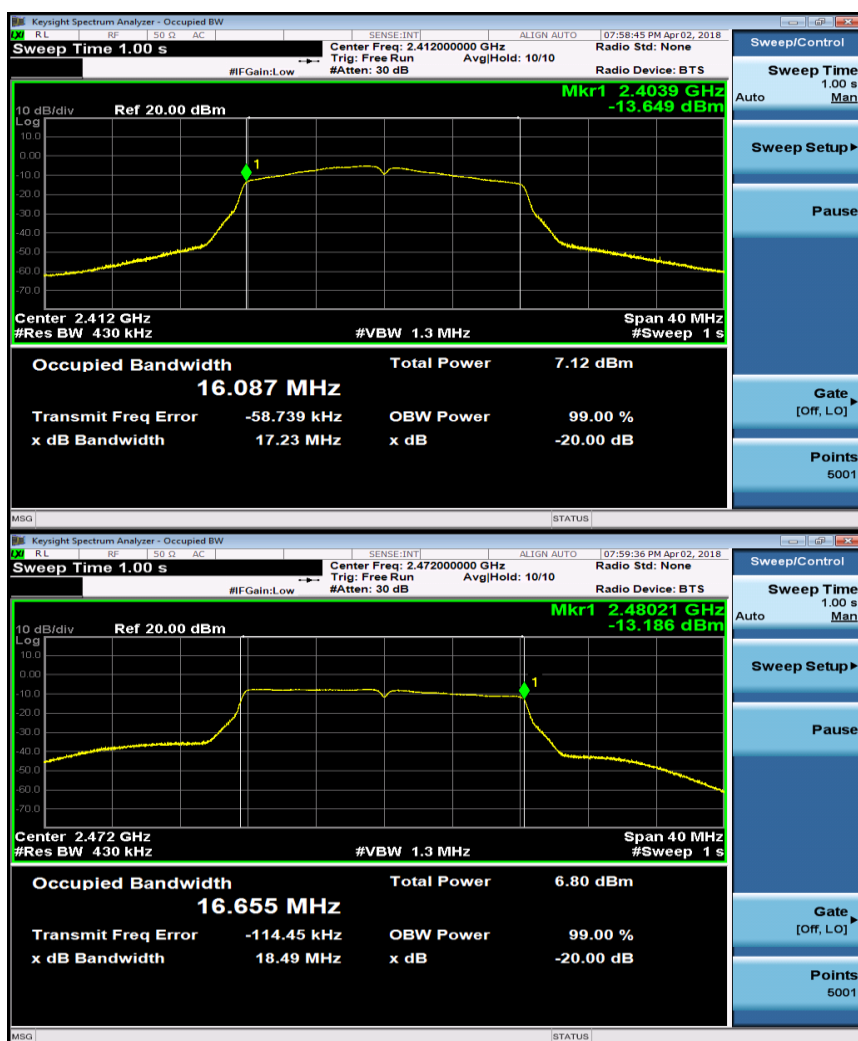 Keysight Spectrum Analyzer - Occupied BW
LXI RL RF 50 Ω AC SENSE:INT ALIGN AUTO 07:58:45 PM Apr 02, 2018
Sweep Time 1.00 s
Center Freq: 2.412000000 GHz Radio Std: None
Trig: Free Run Avg|Hold: 10/10
#IFGain:Low #Atten: 30 dB Radio Device: BTS
Mkr1 2.4039 GHz
-13.649 dBm
10 dB/div Ref 20.00 dBm
Log
10.0
0.00
-10.0
-20.0
-30.0
-40.0
-50.0
-60.0
-70.0
1
Center 2.412 GHz Span 40 MHz
#Res BW 430 kHz #VBW 1.3 MHz #Sweep 1 s
Occupied Bandwidth Total Power 7.12 dBm
16.087 MHz
Transmit Freq Error -58.739 kHz OBW Power 99.00 %
x dB Bandwidth 17.23 MHz x dB -20.00 dB
MSG STATUS
Sweep/Control
Sweep Time
1.00 s
Auto Man
Sweep Setup
Pause
Gate
[Off, LO]
Points
5001
Keysight Spectrum Analyzer - Occupied BW
LXI RL RF 50 Ω AC SENSE:INT ALIGN AUTO 07:59:36 PM Apr 02, 2018
Sweep Time 1.00 s
Center Freq: 2.472000000 GHz Radio Std: None
Trig: Free Run Avg|Hold: 10/10
#IFGain:Low #Atten: 30 dB Radio Device: BTS
Mkr1 2.48021 GHz
-13.186 dBm
10 dB/div Ref 20.00 dBm
Log
10.0
0.00
-10.0
-20.0
-30.0
-40.0
-50.0
-60.0
-70.0
1
Center 2.472 GHz Span 40 MHz
#Res BW 430 kHz #VBW 1.3 MHz #Sweep 1 s
Occupied Bandwidth Total Power 6.80 dBm
16.655 MHz
Transmit Freq Error -114.45 kHz OBW Power 99.00 %
x dB Bandwidth 18.49 MHz x dB -20.00 dB
MSG STATUS
Sweep/Control
Sweep Time
1.00 s
Auto Man
Sweep Setup
Pause
Gate
[Off, LO]
Points
5001